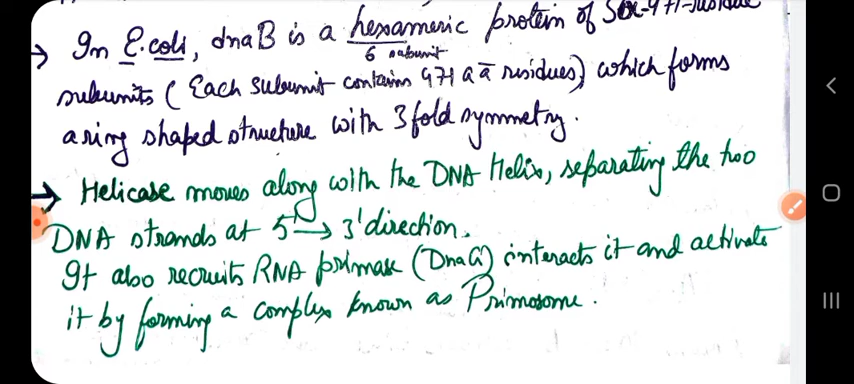 → In E.coli, dnaB is a hexameric protein of Six-471-residue
6 subunit
subunits (Each subunit contains 471 a a̅ residues) which forms
a ring shaped structure with 3 fold symmetry.
→ Helicase moves along with the DNA Helix, separating the two
DNA strands at 5' → 3' direction.
It also recruits RNA primase (DnaG) interacts it and activate
it by forming a complex known as Primosome.